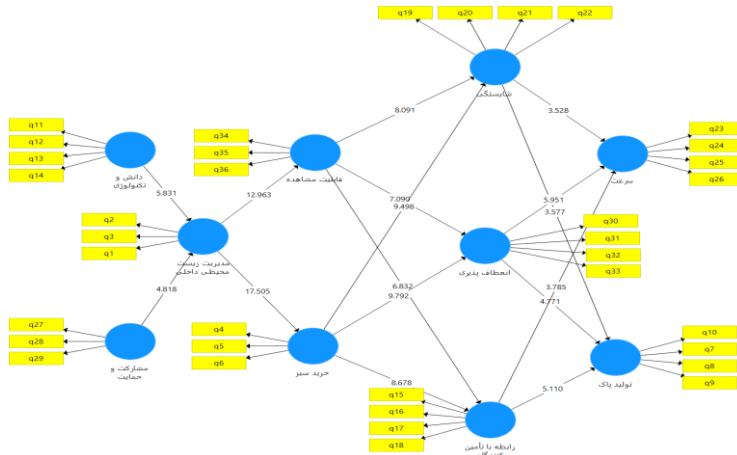 q19
q20
q21
q22
شایستگی
8.091
3.528
q11
q12
q13
q14
دانش و
تکنولوژی
q34
q35
q36
قابلیت مشاهده
q23
q24
q25
q26
سرعت
5.831
12.963
7.090
9.498
5.951
3.577
q2
q3
q1
مدیریت زیست
محیطی داخلی
q30
q31
q32
q33
انعطاف پذیری
4.818
17.505
6.832
9.792
3.785
4.771
q27
q28
q29
مشارکت و
حمایت
q4
q5
q6
خرید سبز
q10
q7
q8
q9
تولید پاک
8.678
5.110
q15
q16
q17
q18
رابطه با تأمین